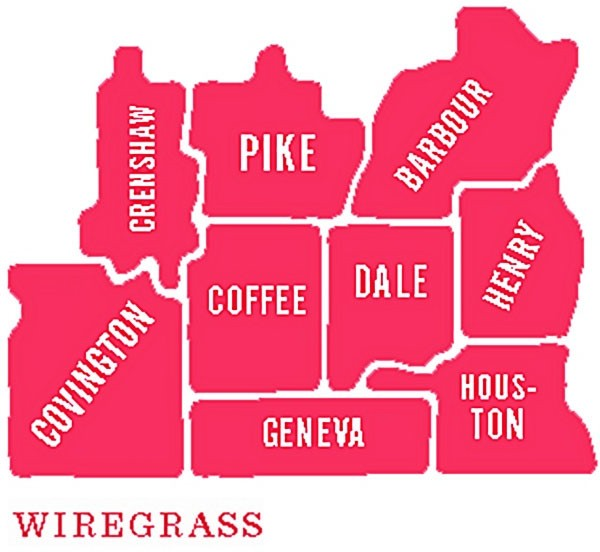 CRENSHAW
PIKE
BARBOUR
COVINGTON
COFFEE
DALE
HENRY
GENEVA
HOUS-
TON
WIREGRASS